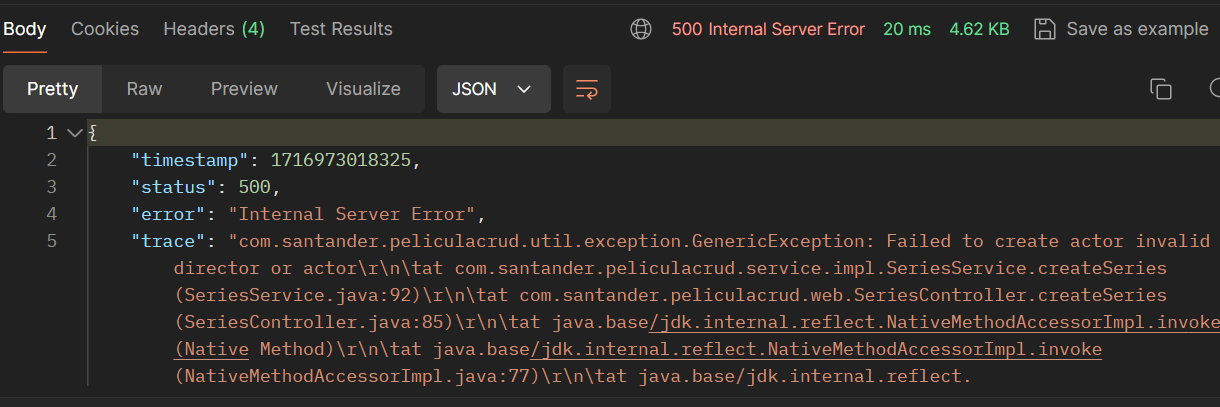 Body Cookies Headers (4) Test Results 500 Internal Server Error 20 ms 4.62 KB Save as example
Pretty Raw Preview Visualize JSON
1 {
2 "timestamp": 1716973018325,
3 "status": 500,
4 "error": "Internal Server Error",
5 "trace": "com.santander.peliculacrud.util.exception.GenericException: Failed to create actor invalid
director or actor\r\n\tat com.santander.peliculacrud.service.impl.SeriesService.createSeries
(SeriesService.java:92)\r\n\tat com.santander.peliculacrud.web.SeriesController.createSeries
(SeriesController.java:85)\r\n\tat java.base/jdk.internal.reflect.NativeMethodAccessorImpl.invoke
(Native Method)\r\n\tat java.base/jdk.internal.reflect.NativeMethodAccessorImpl.invoke
(NativeMethodAccessorImpl.java:77)\r\n\tat java.base/jdk.internal.reflect.